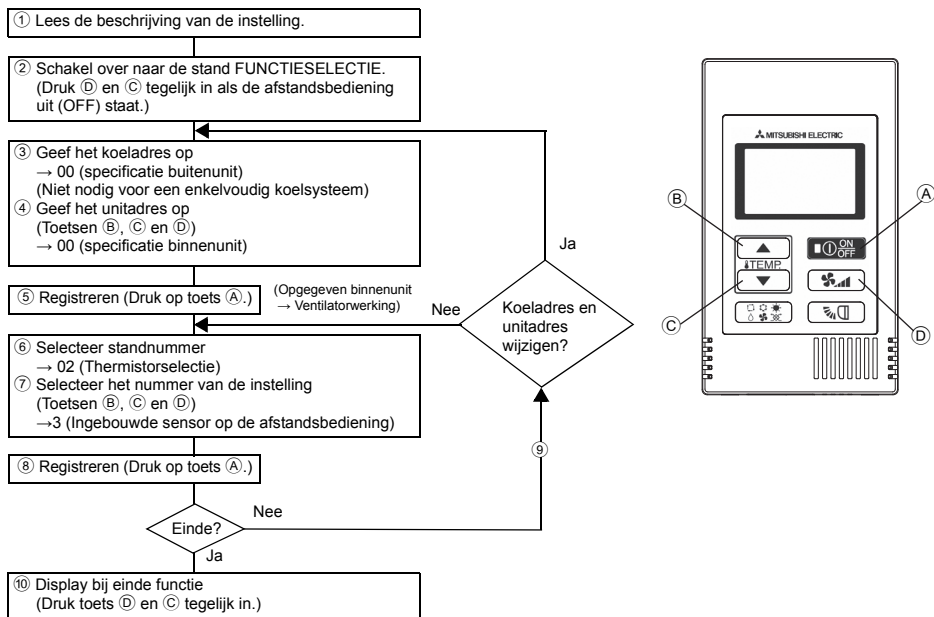 ① Lees de beschrijving van de instelling.
② Schakel over naar de stand FUNCTIESELECTIE.
(Druk Ⓓ en Ⓒ tegelijk in als de afstandsbediening
uit (OFF) staat.)
③ Geef het koeladres op
→ 00 (specificatie buitenunit)
(Niet nodig voor een enkelvoudig koelsysteem)
④ Geef het unitadres op
(Toetsen Ⓑ, Ⓒ en Ⓓ)
→ 00 (specificatie binnenunit)
⑤ Registreren (Druk op toets Ⓐ.)
(Opgegeven binnenunit
→ Ventilatorwerking)
Nee
Ja
Koeladres en
unitadres
wijzigen?
⑥ Selecteer standnummer
→ 02 (Thermistorselectie)
⑦ Selecteer het nummer van de instelling
(Toetsen Ⓑ, Ⓒ en Ⓓ)
→3 (Ingebouwde sensor op de afstandsbediening)
⑧ Registreren (Druk op toets Ⓐ.)
⑨
Einde?
Nee
Ja
⑩ Display bij einde functie
(Druk toets Ⓓ en Ⓒ tegelijk in.)
MITSUBISHI ELECTRIC
Ⓑ
Ⓐ
ON
OFF
TEMP.
Ⓒ
Ⓓ